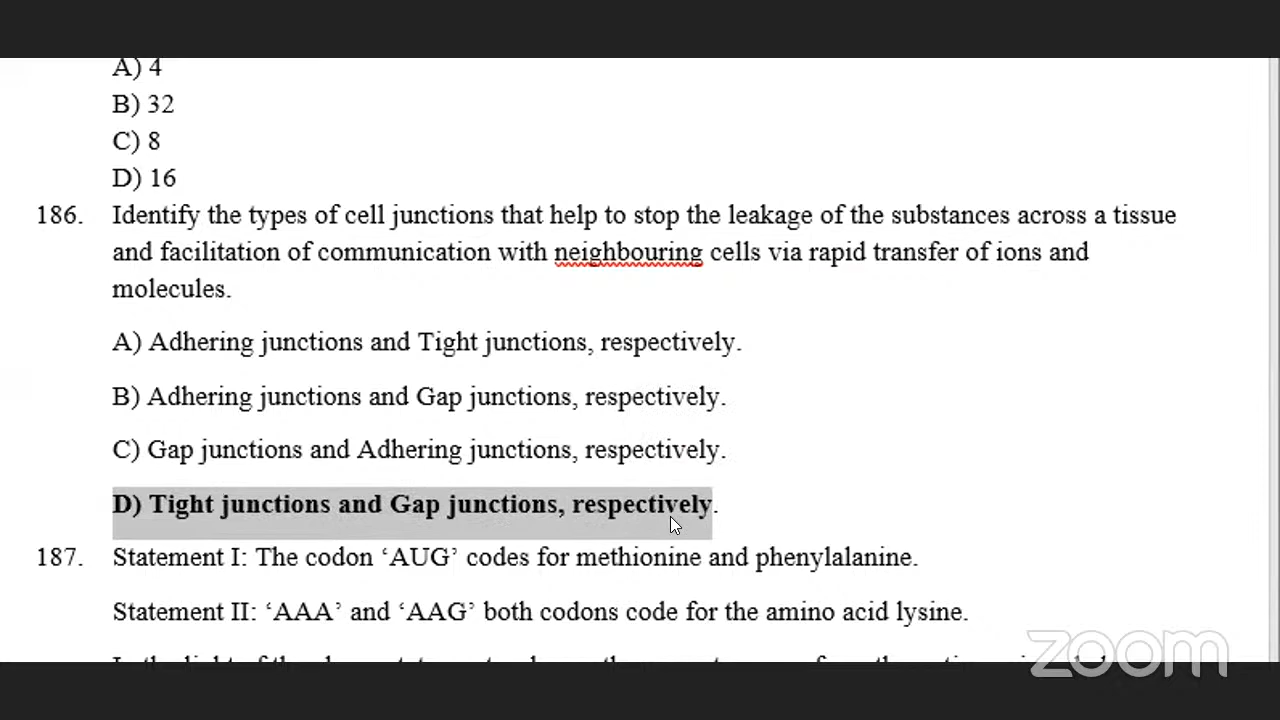 A) 4
B) 32
C) 8
D) 16
186. Identify the types of cell junctions that help to stop the leakage of the substances across a tissue
and facilitation of communication with neighbouring cells via rapid transfer of ions and
molecules.
A) Adhering junctions and Tight junctions, respectively.
B) Adhering junctions and Gap junctions, respectively.
C) Gap junctions and Adhering junctions, respectively.
D) Tight junctions and Gap junctions, respectively.
187. Statement I: The codon ‘AUG’ codes for methionine and phenylalanine.
Statement II: ‘AAA’ and ‘AAG’ both codons code for the amino acid lysine.
zoom